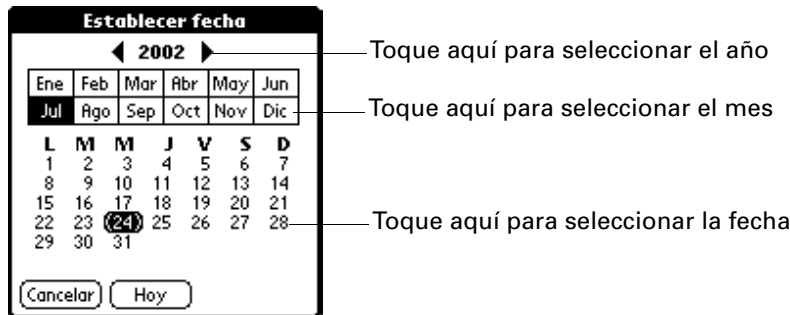 Establecer fecha
2002
Toque aquí para seleccionar el año
Ene Feb Mar Abr May Jun
Jul Ago Sep Oct Nov Dic
Toque aquí para seleccionar el mes
L M M J V S D
1 2 3 4 5 6 7
8 9 10 11 12 13 14
15 16 17 18 19 20 21
22 23 (24) 25 26 27 28
Toque aquí para seleccionar la fecha
29 30 31
Cancelar Hoy